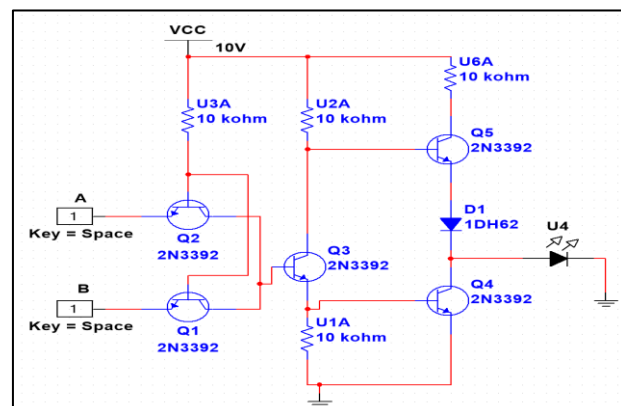 VCC
10V
U3A
10 kohm
U2A
10 kohm
U6A
10 kohm
Q5
2N3392
A
1
Key = Space
Q2
2N3392
D1
1DH62
U4
Q3
2N3392
B
1
Key = Space
Q1
2N3392
Q4
2N3392
U1A
10 kohm